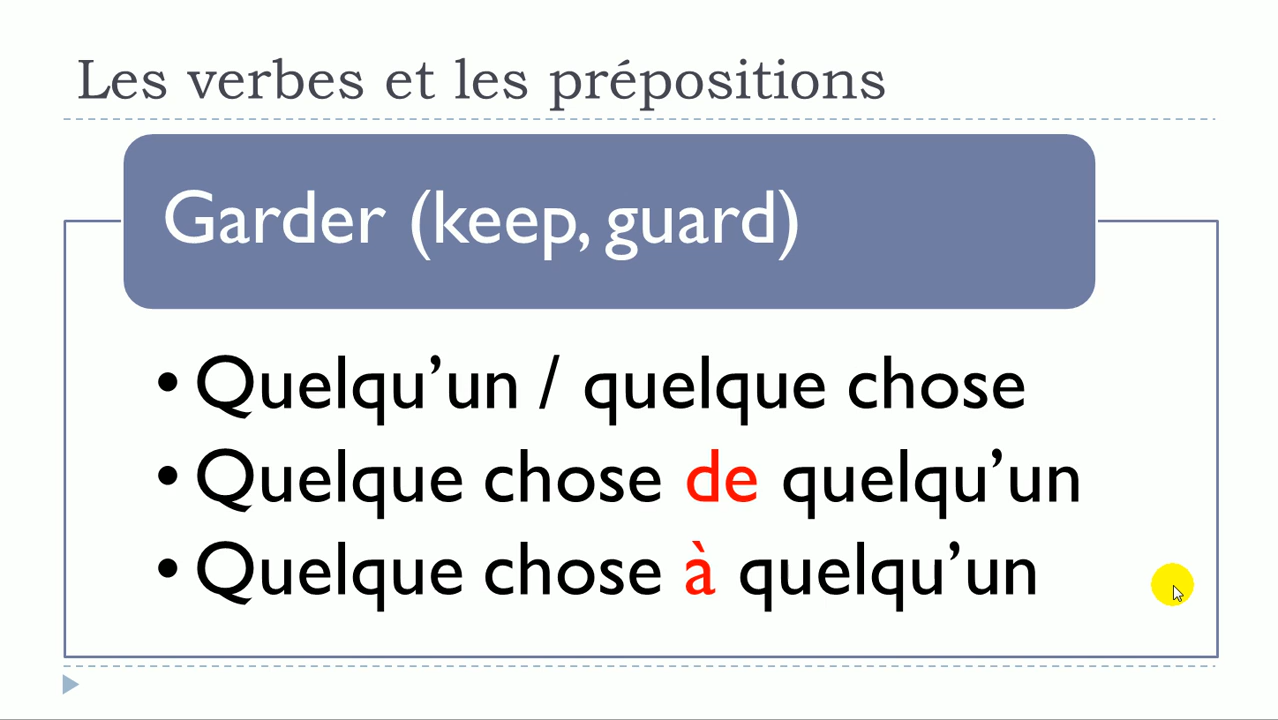 Les verbes et les prépositions
Garder (keep, guard)
• Quelqu’un / quelque chose
• Quelque chose de quelqu’un
• Quelque chose à quelqu’un